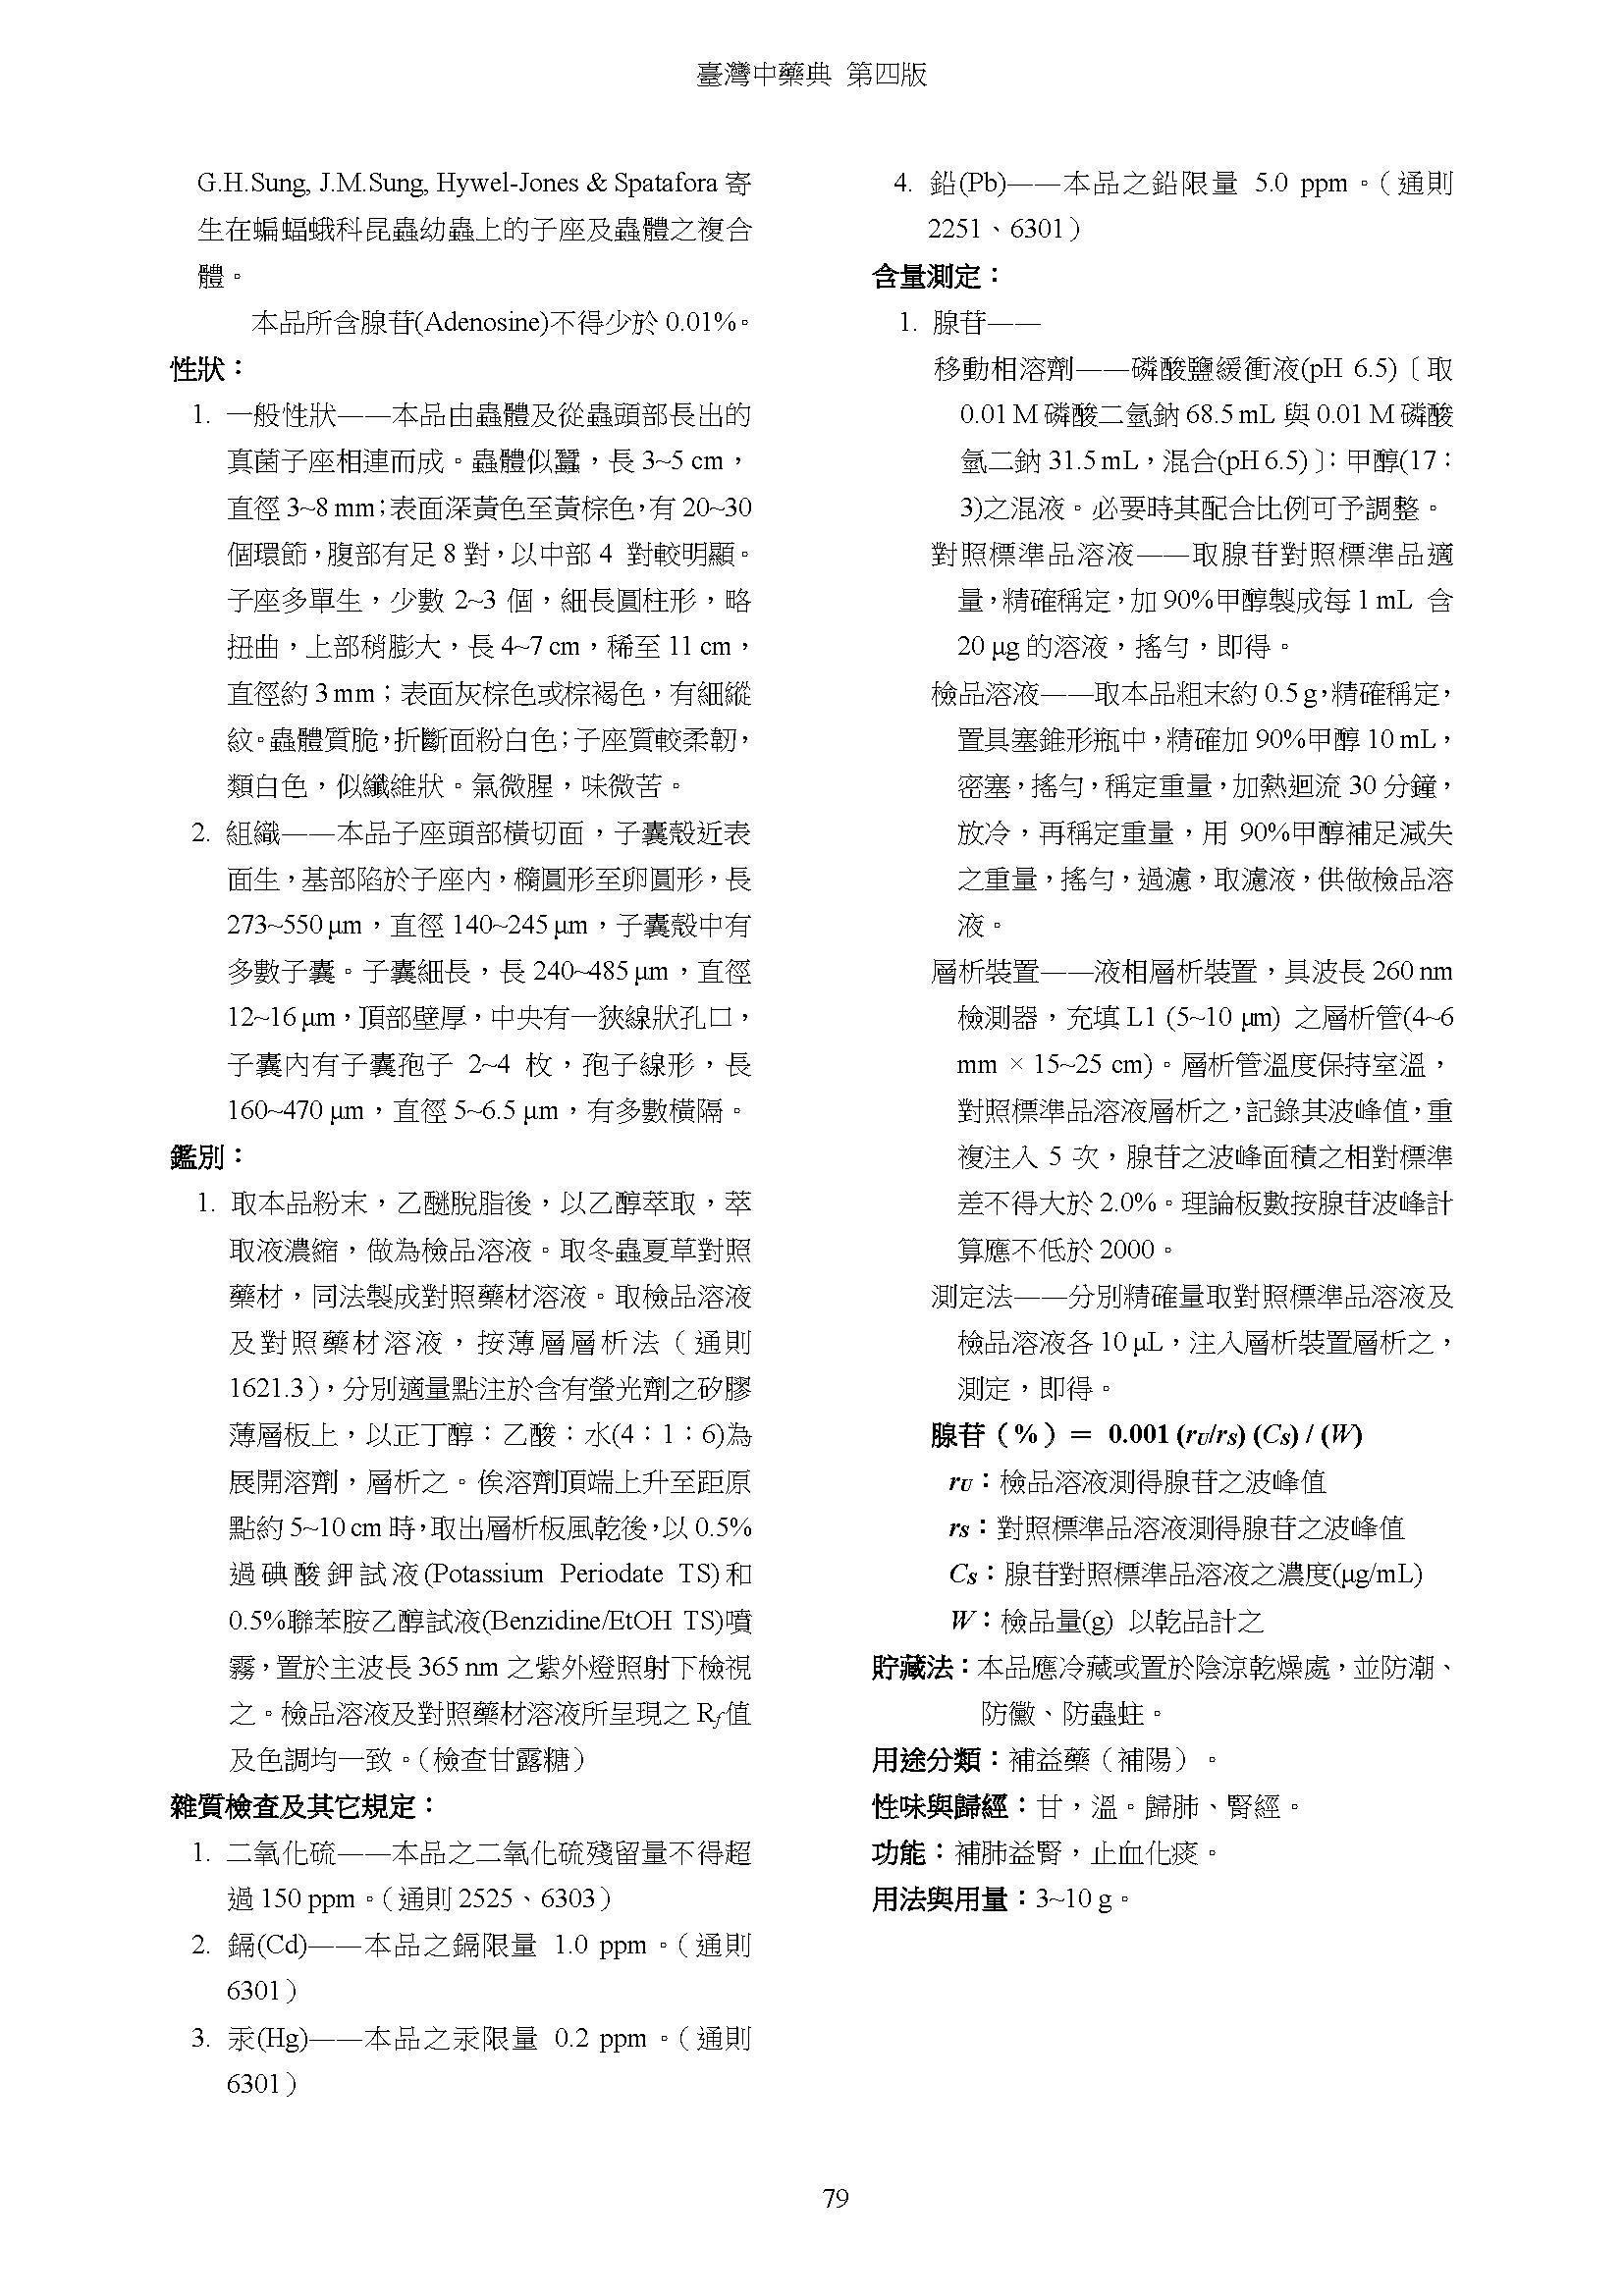 臺灣中藥典 第四版
G.H.Sung, J.M.Sung, Hywel-Jones & Spatafora 寄
生在蝙蝠蛾科昆蟲幼蟲上的子座及蟲體之複合
體。
本品所含腺苷(Adenosine)不得少於 0.01%。
性狀：
1. 一般性狀——本品由蟲體及從蟲頭部長出的
真菌子座相連而成。蟲體似蠶，長 3~5 cm，
直徑 3~8 mm；表面深黃色至黃棕色，有 20~30
個環節，腹部有足 8 對，以中部 4 對較明顯。
子座多單生，少數 2~3 個，細長圓柱形，略
扭曲，上部稍膨大，長 4~7 cm，稀至 11 cm，
直徑約 3 mm；表面灰棕色或棕褐色，有細縱
紋。蟲體質脆，折斷面粉白色；子座質較柔韌，
類白色，似纖維狀。氣微腥，味微苦。
2. 組織——本品子座頭部橫切面，子囊殼近表
面生，基部陷於子座內，橢圓形至卵圓形，長
273~550 μm，直徑 140~245 μm，子囊殼中有
多數子囊。子囊細長，長 240~485 μm，直徑
12~16 μm，頂部壁厚，中央有一狹線狀孔口，
子囊內有子囊孢子 2~4 枚，孢子線形，長
160~470 μm，直徑 5~6.5 μm，有多數橫隔。
鑑別：
1. 取本品粉末，乙醚脫脂後，以乙醇萃取，萃
取液濃縮，做為檢品溶液。取冬蟲夏草對照
藥材，同法製成對照藥材溶液。取檢品溶液
及對照藥材溶液，按薄層層析法（通則
1621.3），分別適量點注於含有螢光劑之矽膠
薄層板上，以正丁醇：乙酸：水(4：1：6)為
展開溶劑，層析之。俟溶劑頂端上升至距原
點約 5~10 cm 時，取出層析板風乾後，以 0.5%
過碘酸鉀試液(Potassium Periodate TS)和
0.5%聯苯胺乙醇試液(Benzidine/EtOH TS)噴
霧，置於主波長 365 nm 之紫外燈照射下檢視
之。檢品溶液及對照藥材溶液所呈現之 Rf值
及色調均一致。（檢查甘露糖）
雜質檢查及其它規定：
1. 二氧化硫——本品之二氧化硫殘留量不得超
過 150 ppm。（通則 2525、6303）
2. 鎘(Cd)——本品之鎘限量 1.0 ppm。（通則
6301）
3. 汞(Hg)——本品之汞限量 0.2 ppm。（通則
6301）
4. 鉛(Pb)——本品之鉛限量 5.0 ppm。（通則
2251、6301）
含量測定：
1. 腺苷——
移動相溶劑——磷酸鹽緩衝液(pH 6.5)〔取
0.01 M 磷酸二氫鈉 68.5 mL 與 0.01 M 磷酸
氫二鈉 31.5 mL，混合(pH 6.5)〕：甲醇(17：
3)之混液。必要時其配合比例可予調整。
對照標準品溶液——取腺苷對照標準品適
量，精確稱定，加 90%甲醇製成每 1 mL 含
20 μg 的溶液，搖勻，即得。
檢品溶液——取本品粗末約 0.5 g，精確稱定，
置具塞錐形瓶中，精確加 90%甲醇 10 mL，
密塞，搖勻，稱定重量，加熱迴流 30 分鐘，
放冷，再稱定重量，用 90%甲醇補足減失
之重量，搖勻，過濾，取濾液，供做檢品溶
液。
層析裝置——液相層析裝置，具波長 260 nm
檢測器，充填 L1 (5~10 μm) 之層析管(4~6
mm × 15~25 cm)。層析管溫度保持室溫，
對照標準品溶液層析之，記錄其波峰值，重
複注入 5 次，腺苷之波峰面積之相對標準
差不得大於 2.0%。理論板數按腺苷波峰計
算應不低於 2000。
測定法——分別精確量取對照標準品溶液及
檢品溶液各 10 μL，注入層析裝置層析之，
測定，即得。
腺苷（%）＝ 0.001 (rU/rS) (CS) / (W)
rU：檢品溶液測得腺苷之波峰值
rS：對照標準品溶液測得腺苷之波峰值
CS：腺苷對照標準品溶液之濃度(μg/mL)
W：檢品量(g) 以乾品計之
貯藏法：本品應冷藏或置於陰涼乾燥處，並防潮、
防黴、防蟲蛀。
用途分類：補益藥（補陽）。
性味與歸經：甘，溫。歸肺、腎經。
功能：補肺益腎，止血化痰。
用法與用量：3~10 g。
79